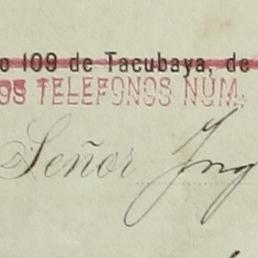 o 109 de Tacubaya, de
OS TELEFONOS NUM.
Señor Ing